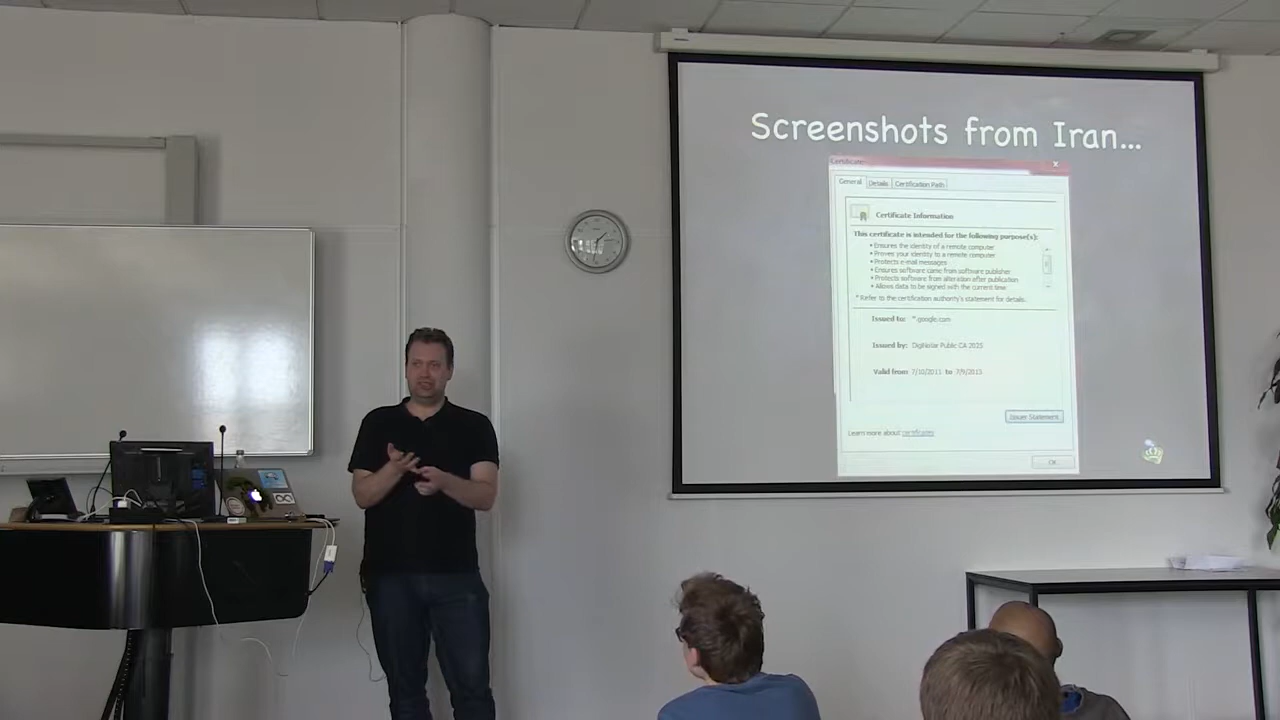 Screenshots from Iran...
Certificate
General Details Certification Path
Certificate Information
This certificate is intended for the following purpose(s):
• Ensures the identity of a remote computer
• Proves your identity to a remote computer
• Protects e-mail messages
• Ensures software came from software publisher
• Protects software from alteration after publication
• Allows data to be signed with the current time
* Refer to the certification authority's statement for details.
Issued to: *.google.com
Issued by: DigiNotar Public CA 2025
Valid from: 7/10/2011 to 7/9/2013
Issuer Statement
Learn more about certificates
OK